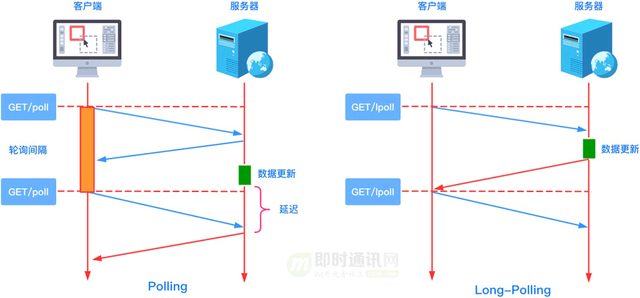 客户端
服务器
GET/poll
轮询间隔
数据更新
GET/poll
延迟
Polling
客户端
服务器
GET/lpoll
数据更新
GET/lpoll
Long-Polling
即时通讯网